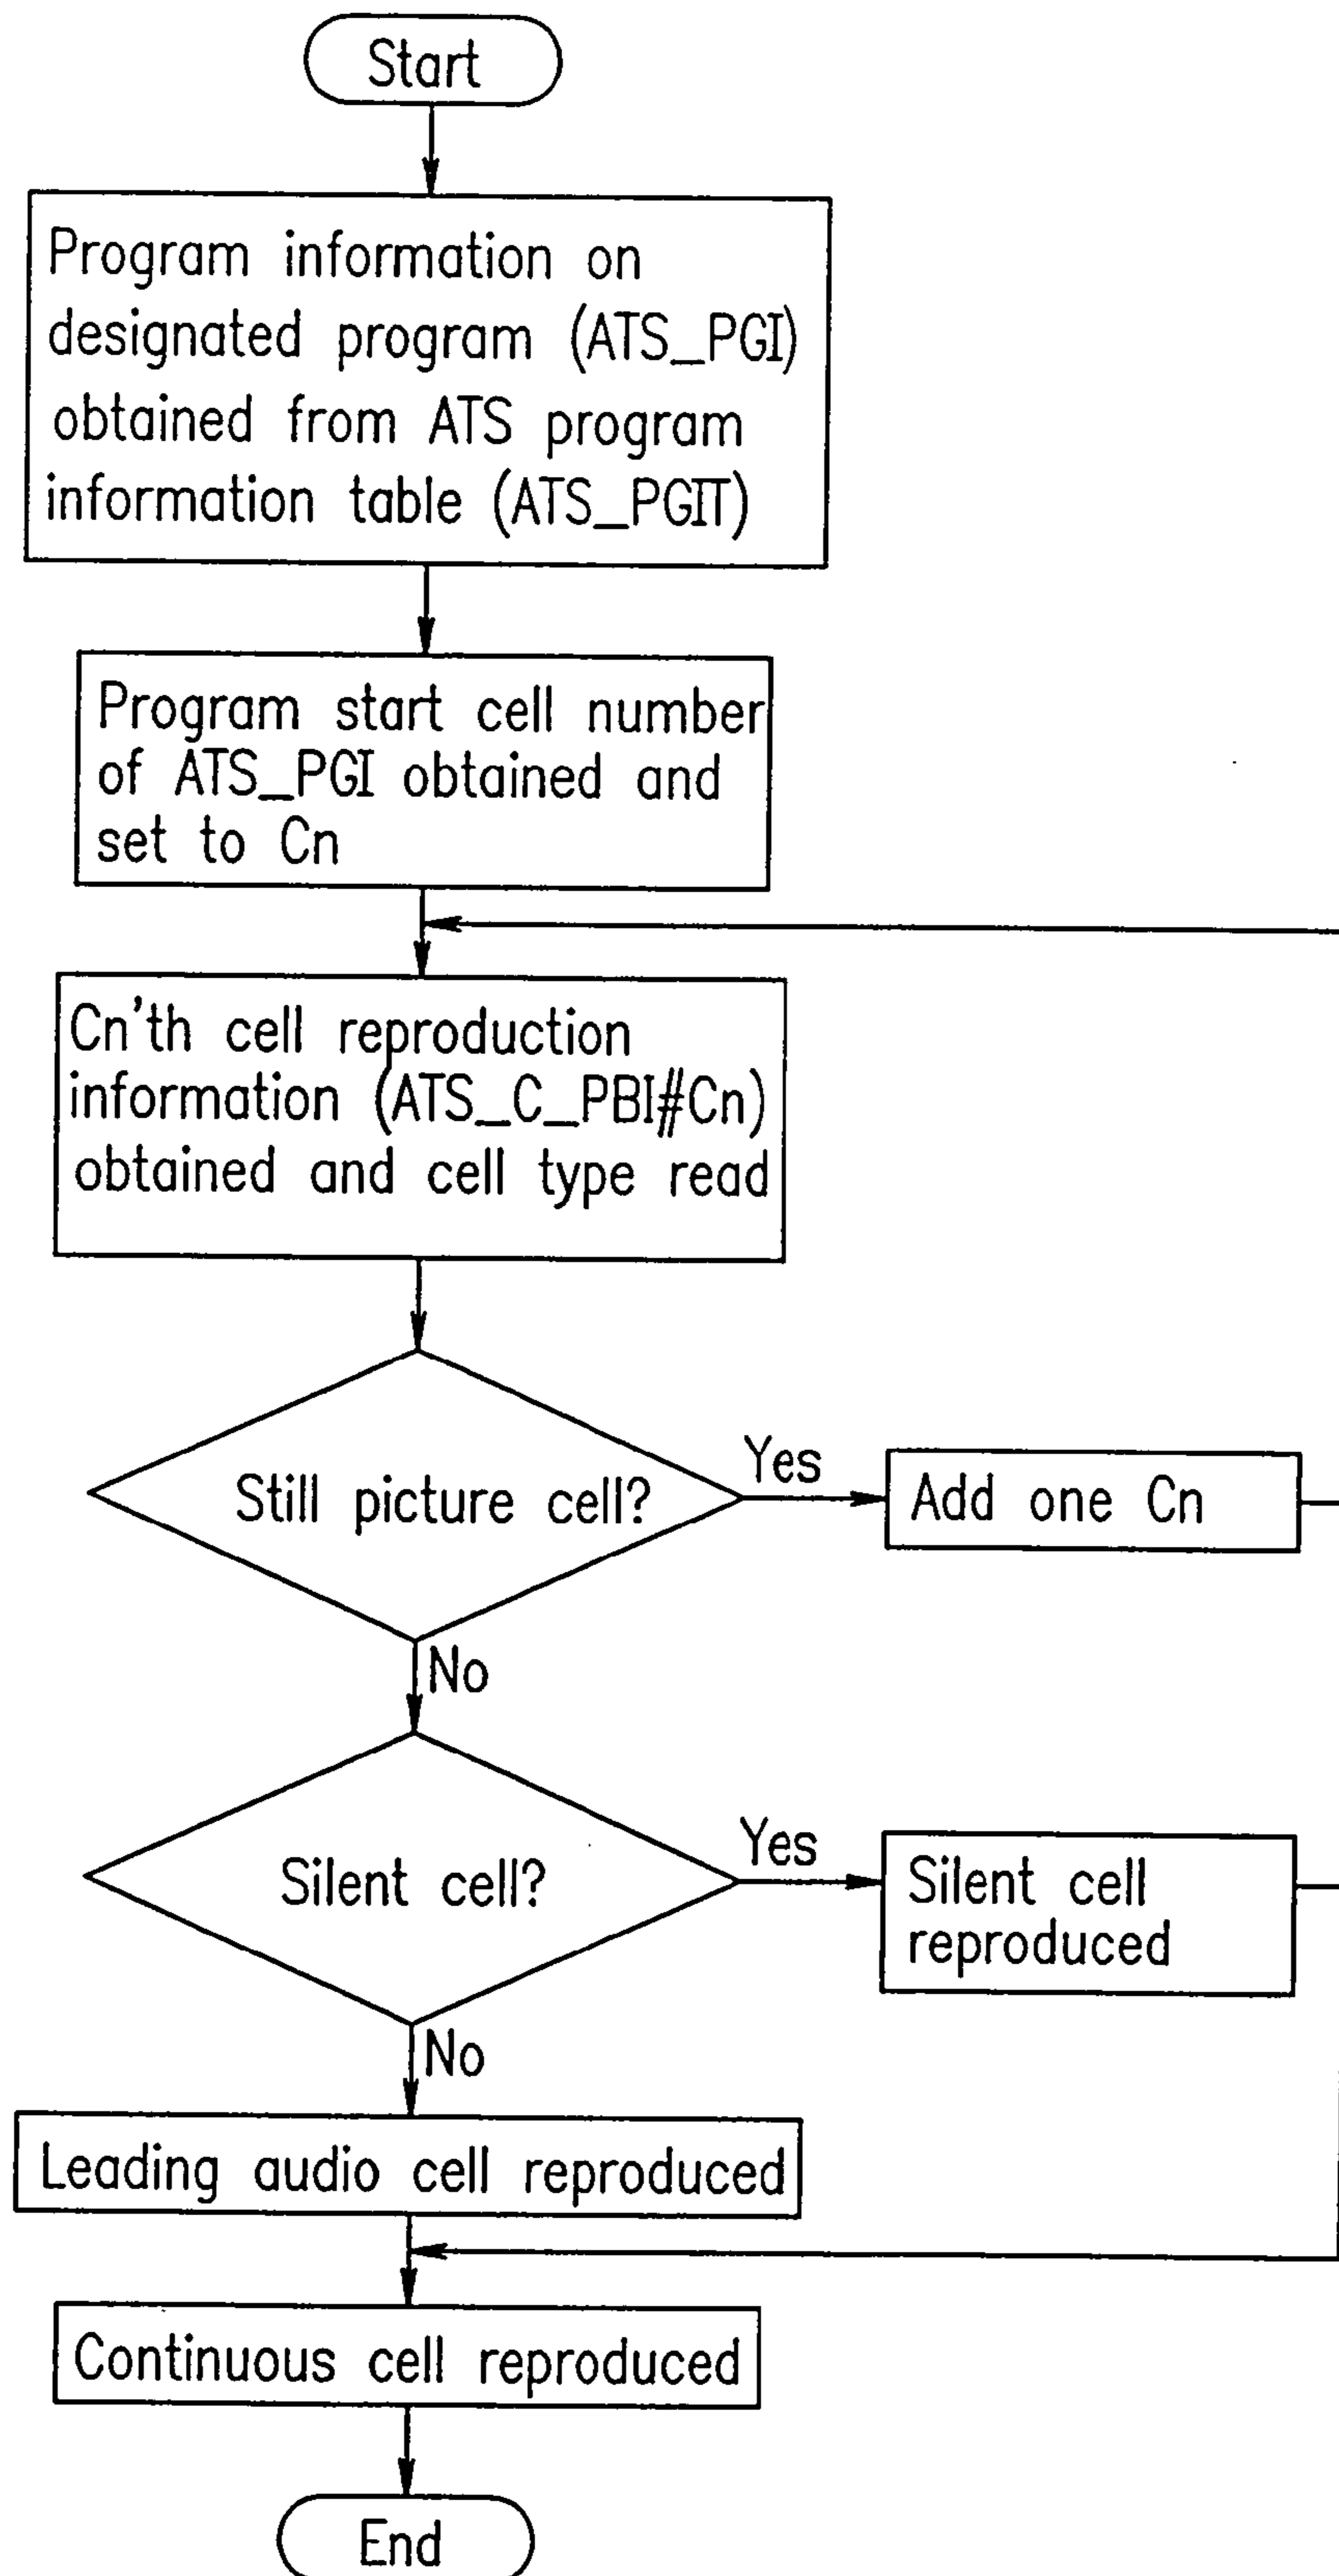 Start
Program information on
designated program (ATS_PGI)
obtained from ATS program
information table (ATS_PGIT)
Program start cell number
of ATS_PGI obtained and
set to Cn
Cn'th cell reproduction
information (ATS_C_PBI#Cn)
obtained and cell type read
Still picture cell?
Yes
Add one Cn
No
Silent cell?
Yes
Silent cell
reproduced
No
Leading audio cell reproduced
Continuous cell reproduced
End